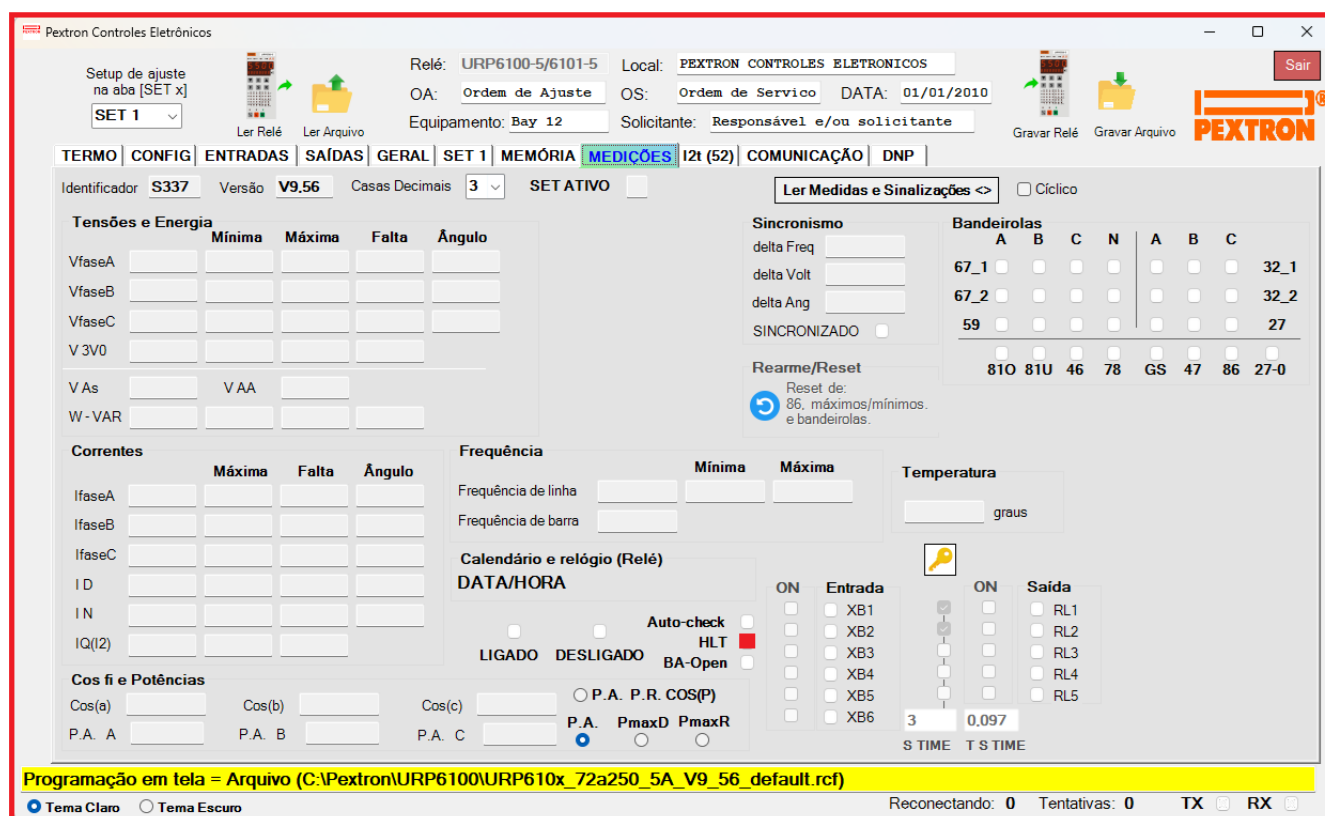 Pextron Controles Eletrônicos
Setup de ajuste
na aba [SET x]
SET 1
Ler Relé
Ler Arquivo
Relé: URP6100-5/6101-5
Local: PEXTRON CONTROLES ELETRONICOS
OA: Ordem de Ajuste
OS: Ordem de Servico
DATA: 01/01/2010
Equipamento: Bay 12
Solicitante: Responsável e/ou solicitante
Gravar Relé
Gravar Arquivo
Sair
PEXTRON
TERMO CONFIG ENTRADAS SAÍDAS GERAL SET 1 MEMÓRIA MEDIÇÕES I2t (52) COMUNICAÇÃO DNP
Identificador S337 Versão V9.56 Casas Decimais 3 SET ATIVO
Ler Medidas e Sinalizações <> Cíclico
Tensões e Energia
Mínima Máxima Falta Ângulo
VfaseA
VfaseB
VfaseC
V 3V0
V As V AA
W - VAR
Sincronismo
delta Freq
delta Volt
delta Ang
SINCRONIZADO
Bandeirolas
A B C N A B C
67_1 32_1
67_2 32_2
59 27
81O 81U 46 78 GS 47 86 27-0
Rearme/Reset
Reset de:
86, máximos/mínimos.
e bandeirolas.
Correntes
Máxima Falta Ângulo
IfaseA
IfaseB
IfaseC
I D
I N
IQ(I2)
Frequência
Mínima Máxima
Frequência de linha
Frequência de barra
Temperatura
graus
Calendário e relógio (Relé)
DATA/HORA
LIGADO DESLIGADO
Auto-check
HLT
BA-Open
ON Entrada
XB1
XB2
XB3
XB4
XB5
XB6
ON Saída
RL1
RL2
RL3
RL4
RL5
3 0,097
S TIME T S TIME
Cos fi e Potências
Cos(a) Cos(b) Cos(c)
P.A. P.R. COS(P)
P.A. A P.A. B P.A. C
P.A. PmaxD PmaxR
Programação em tela = Arquivo (C:\Pextron\URP6100\URP610x_72a250_5A_V9_56_default.rcf)
Tema Claro Tema Escuro
Reconectando: 0 Tentativas: 0 TX RX